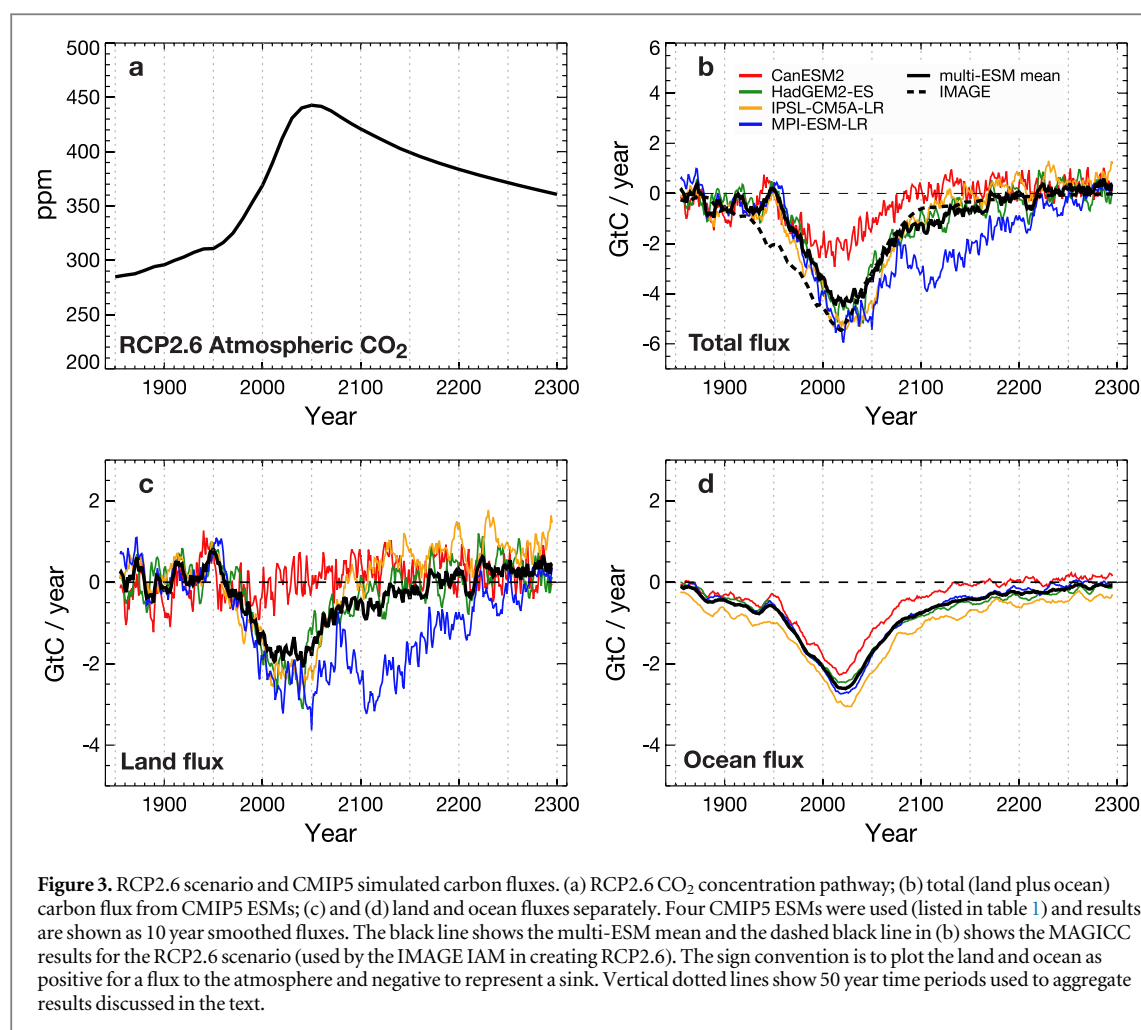 a
500
450
400
350
300
250
200
ppm
RCP2.6 Atmospheric CO₂
1900 2000 2100 2200 2300
Year
b
CanESM2
HadGEM2-ES
IPSL-CM5A-LR
MPI-ESM-LR
multi-ESM mean
IMAGE
6
4
2
0
-2
-4
-6
GtC / year
Total flux
1900 2000 2100 2200 2300
Year
c
2
0
-2
-4
GtC / year
Land flux
1900 2000 2100 2200 2300
Year
d
2
0
-2
-4
GtC / year
Ocean flux
1900 2000 2100 2200 2300
Year
Figure 3. RCP2.6 scenario and CMIP5 simulated carbon fluxes. (a) RCP2.6 CO₂ concentration pathway; (b) total (land plus ocean)
carbon flux from CMIP5 ESMs; (c) and (d) land and ocean fluxes separately. Four CMIP5 ESMs were used (listed in table 1) and results
are shown as 10 year smoothed fluxes. The black line shows the multi-ESM mean and the dashed black line in (b) shows the MAGICC
results for the RCP2.6 scenario (used by the IMAGE IAM in creating RCP2.6). The sign convention is to plot the land and ocean as
positive for a flux to the atmosphere and negative to represent a sink. Vertical dotted lines show 50 year time periods used to aggregate
results discussed in the text.